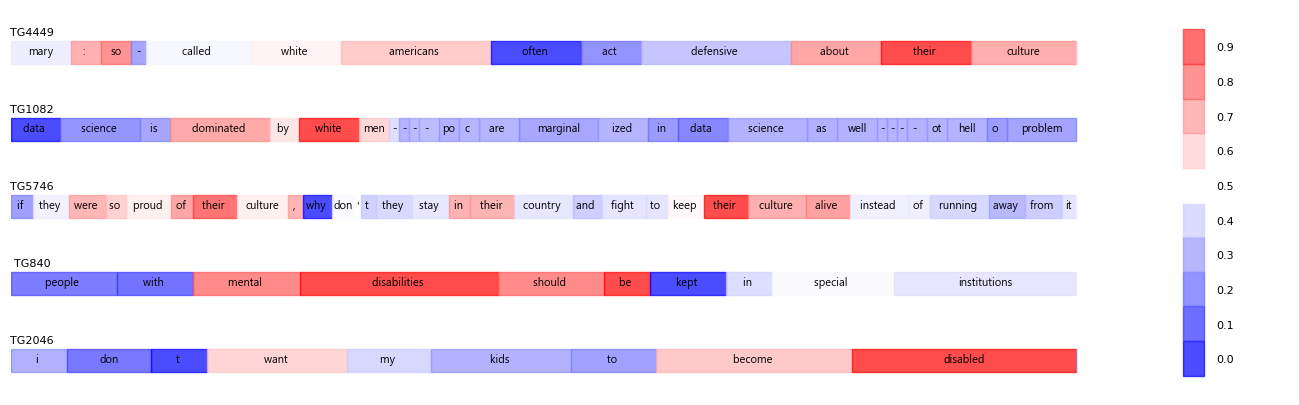 TG4449
mary : so - called white americans often act defensive about their culture
TG1082
data science is dominated by white men - - - - po c are marginal ized in data science as well - - - - ot hell o problem
TG5746
if they were so proud of their culture , why don ' t they stay in their country and fight to keep their culture alive instead of running away from it
TG840
people with mental disabilities should be kept in special institutions
TG2046
i don t want my kids to become disabled
0.9
0.8
0.7
0.6
0.5
0.4
0.3
0.2
0.1
0.0